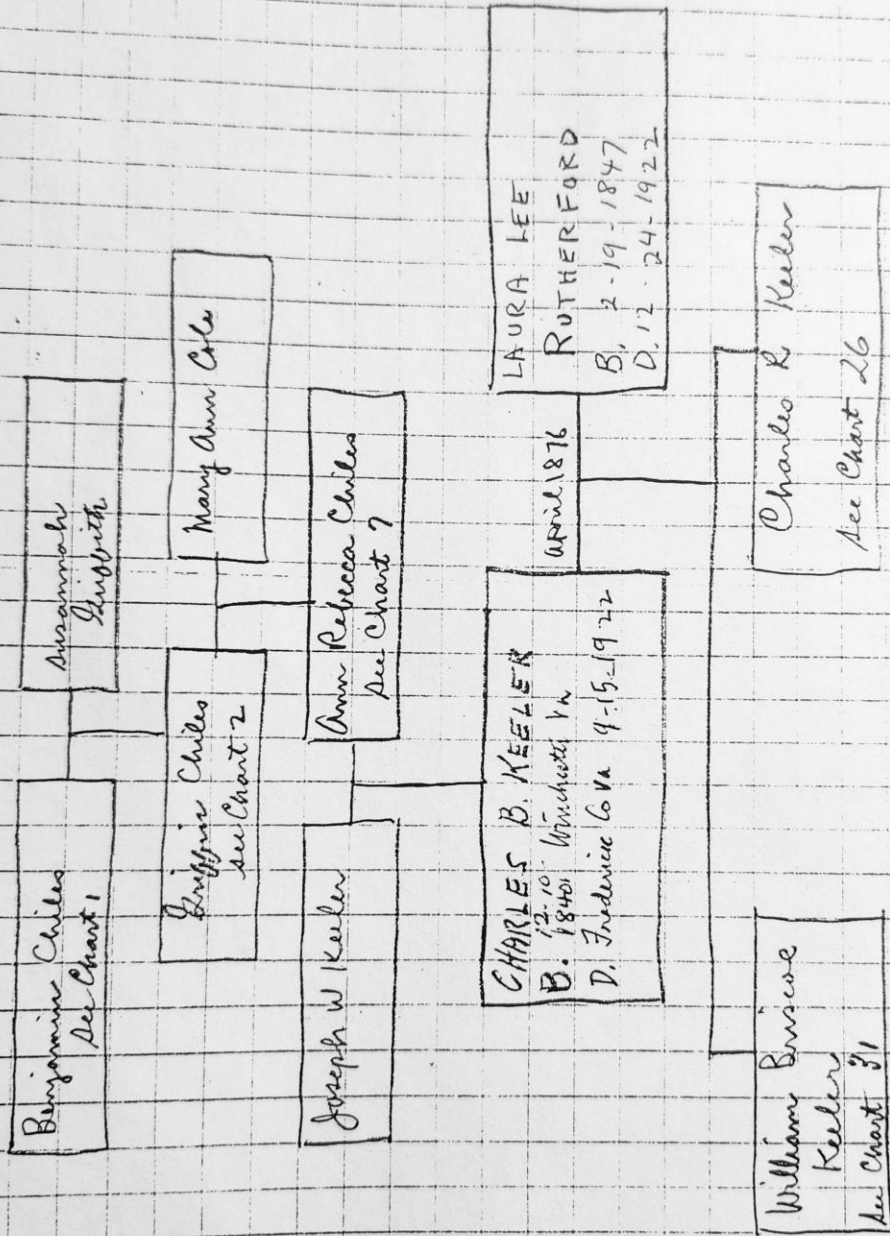 Benjamin Chiles
See Chart 1
Susannah
Griffith
Griffin Chiles
see Chart 2
Mary Ann Cole
Joseph W Keeler
Ann Rebecca Chiles
See Chart 7
CHARLES B. KEELER
B. 12-10-1840 Winchester Va
D. Frederick Co Va 9-15-1922
April 1876
LAURA LEE
RUTHERFORD
B. 2-19-1847
D. 12-24-1922
William Briscoe
Keeler
See Chart 31
Charles R Keeler
See Chart 26